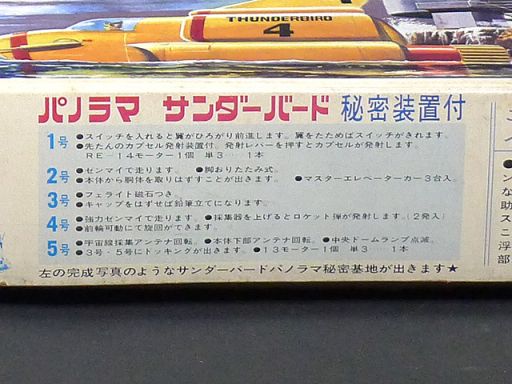 THUNDERBIRD
4
パノラマ サンダーバード 秘密装置付
1号 ●スイッチを入れると翼がひろがり前進します。翼をたためばスイッチがきれます。
●先たんのカプセル発射装置付。発射レバーを押すとカプセルが発射します。
RE-14モーター1個 単3…1本
2号 ●ゼンマイで走ります。 ●脚おりたたみ式。
●本体から胴体を取りはずすことが出きます。 ●マスターエレベーターカー3台入。
3号 ●フェライト磁石つき。
●キャップをはずせば鉛筆立てになります。
4号 ●強力ゼンマイで走ります。●採集器を上げるとロケット弾が発射します。(2発入)
●前輪可動にて旋回ができます。
5号 ●宇宙線採集アンテナ回転。●本体下部アンテナ回転。●中央ドームランプ点滅。
●3号・5号にドッキングが出きます。●13モーター1個 単3…1本
左の完成写真のようなサンダーバードパノラマ秘密基地が出きます★